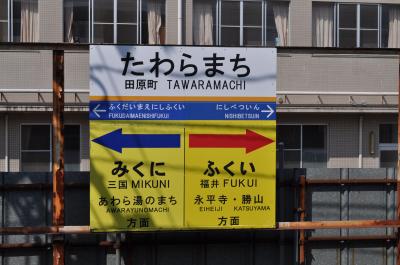 たわらまち
田原町 TAWARAMACHI
ふくだいまえにしふくい にしべついん
FUKUDAIMAENISHIFUKUI NISHIBETSUIN
みくに ふくい
三国 MIKUNI 福井 FUKUI
あわら湯のまち 永平寺・勝山
AWARAYUNOMACHI EIHEIJI KATSUYAMA
方面 方面